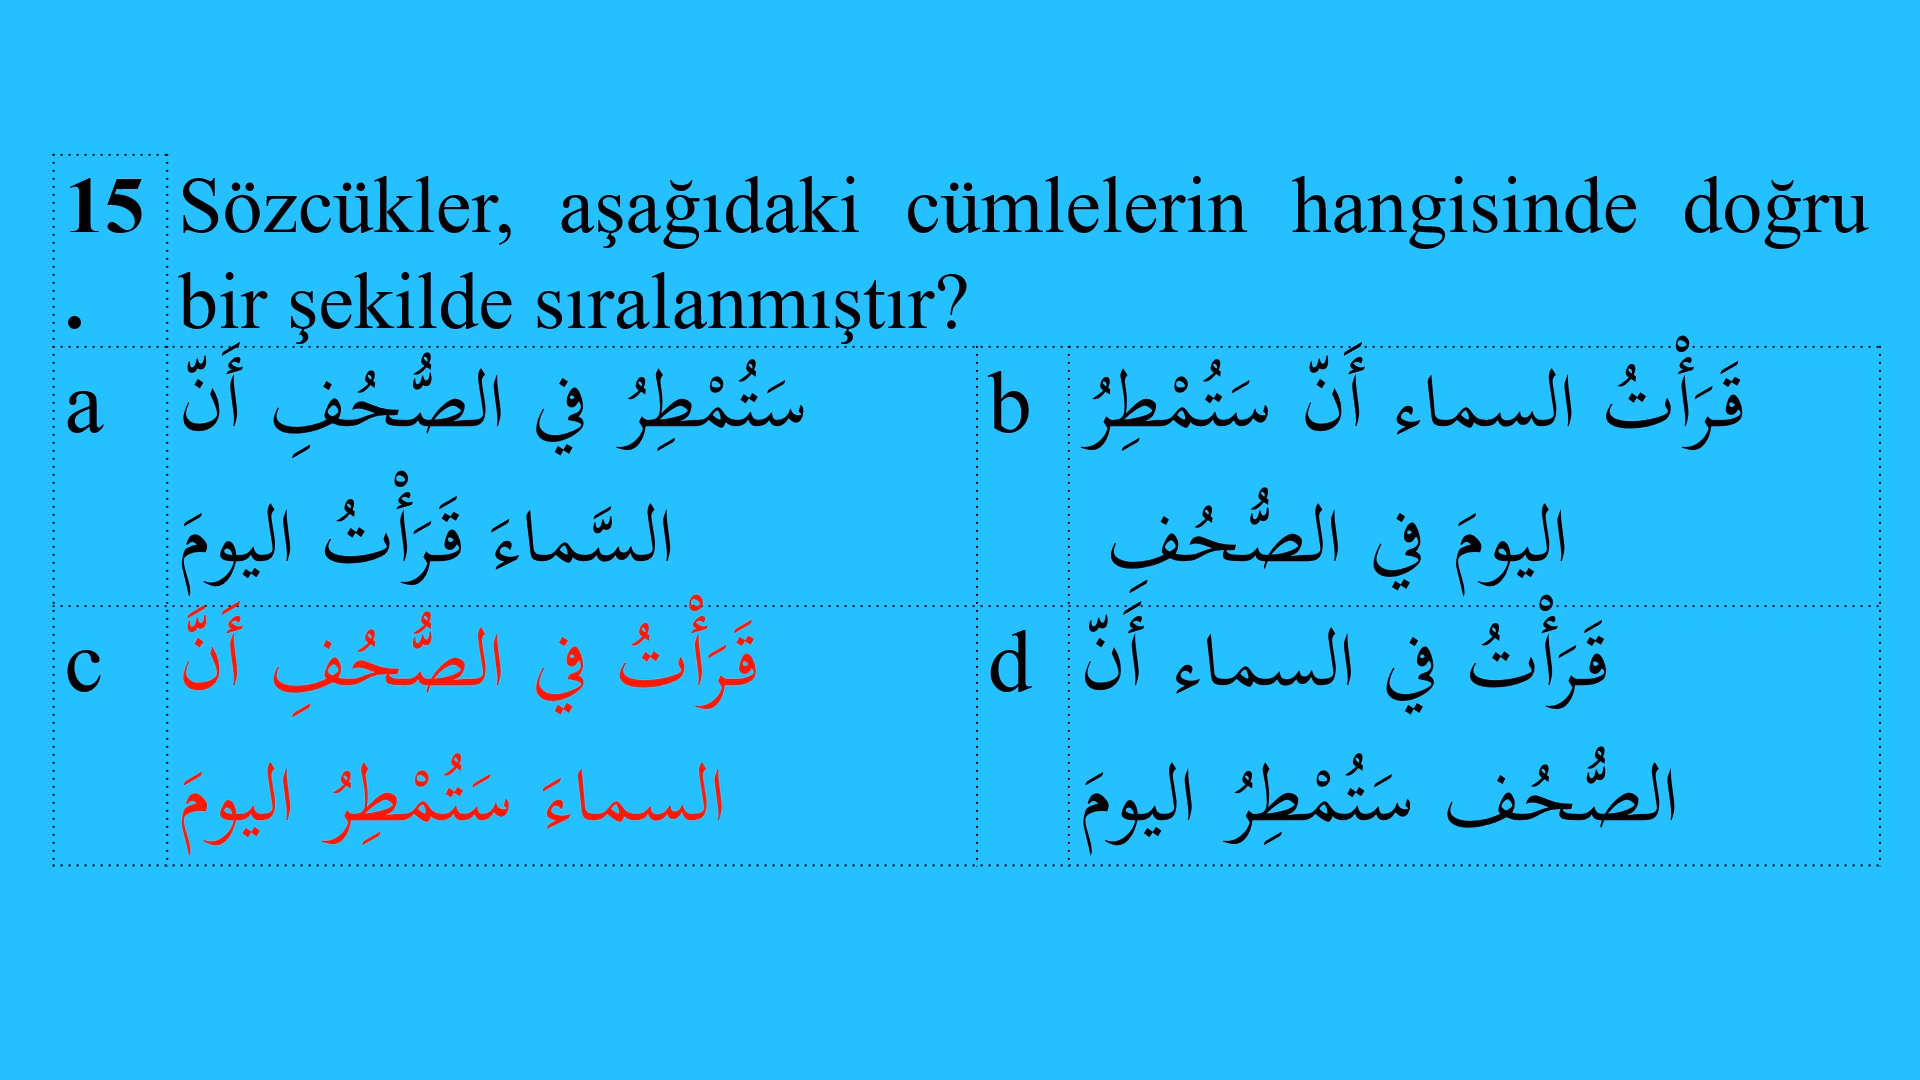 15 Sözcükler, aşağıdaki cümlelerin hangisinde doğru
. bir şekilde sıralanmıştır?
a سَتُمْطِرُ في الصُّحُفِ أَنّ
السَّماءَ قَرَأْتُ اليومَ
b قَرَأْتُ السماء أَنّ سَتُمْطِرُ
اليومَ في الصُّحُفِ
c قَرَأْتُ في الصُّحُفِ أَنَّ
السماءَ سَتُمْطِرُ اليومَ
d قَرَأْتُ في السماء أَنّ
الصُّحُف سَتُمْطِرُ اليومَ